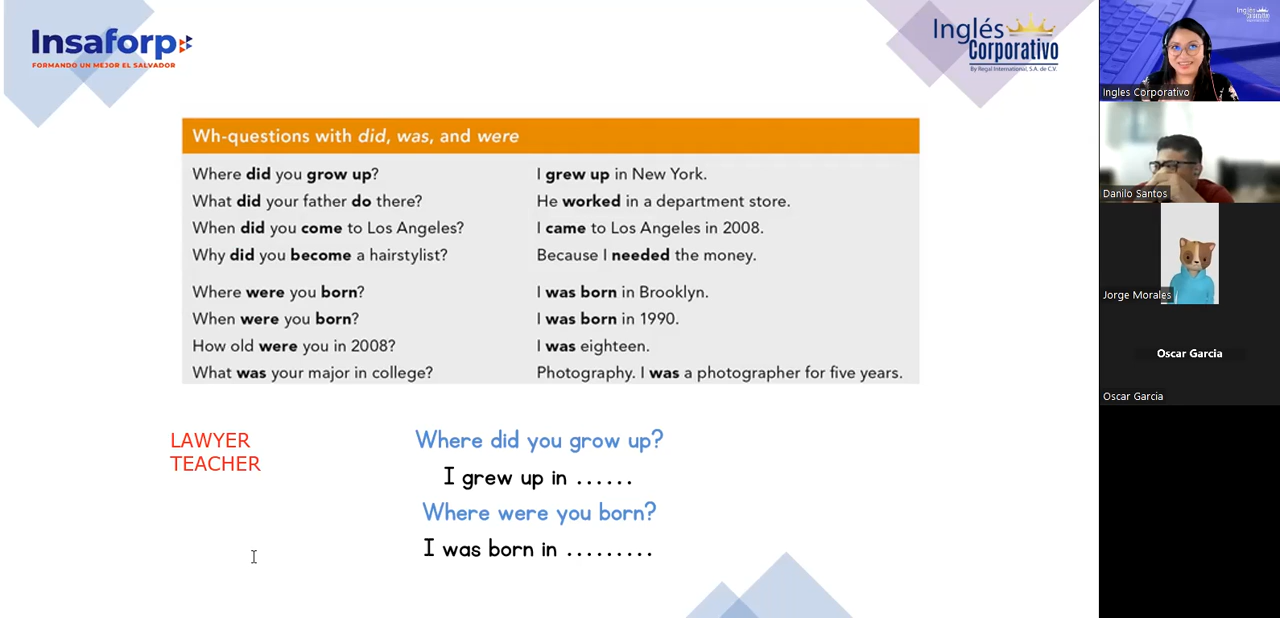 Insaforp
FORMANDO UN MEJOR EL SALVADOR
Inglés
Corporativo
By Regal International, S.A. de C.V.
Wh-questions with did, was, and were
Where did you grow up? I grew up in New York.
What did your father do there? He worked in a department store.
When did you come to Los Angeles? I came to Los Angeles in 2008.
Why did you become a hairstylist? Because I needed the money.
Where were you born? I was born in Brooklyn.
When were you born? I was born in 1990.
How old were you in 2008? I was eighteen.
What was your major in college? Photography. I was a photographer for five years.
LAWYER
TEACHER
Where did you grow up?
I grew up in ......
Where were you born?
I was born in .........
Inglés
Ingles Corporativo
Danilo Santos
Jorge Morales
Oscar Garcia
Oscar Garcia